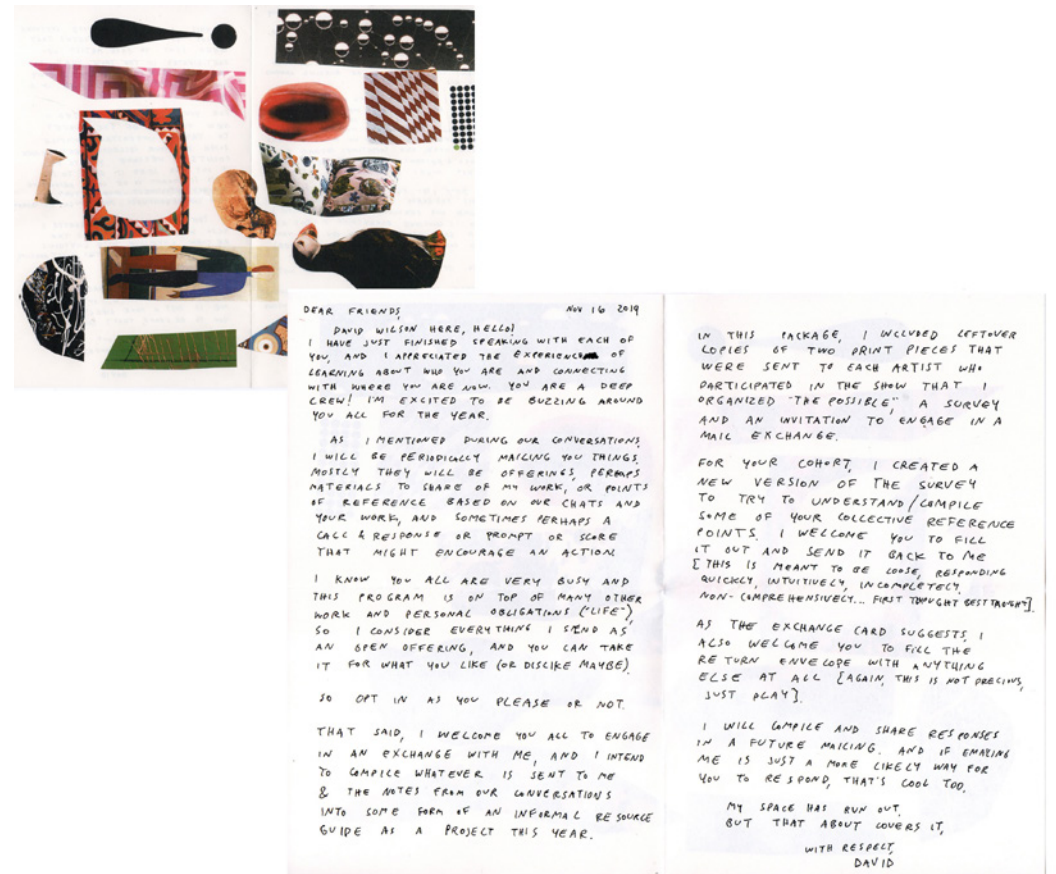 DEAR FRIENDS,
NOV 16 2019
DAVID WILSON HERE, HELLO!
I HAVE JUST FINISHED SPEAKING WITH EACH OF
YOU, AND I APPRECIATED THE EXPERIENCE OF
LEARNING ABOUT WHO YOU ARE AND CONNECTING
WITH WHERE YOU ARE NOW. YOU ARE A DEEP
CREW! I'M EXCITED TO BE BUZZING AROUND
YOU ALL FOR THE YEAR.
AS I MENTIONED DURING OUR CONVERSATIONS,
I WILL BE PERIODICALLY MAILING YOU THINGS.
MOSTLY THEY WILL BE OFFERINGS, PERHAPS
MATERIALS TO SHARE OF MY WORK, OR POINTS
OF REFERENCE BASED ON OUR CHATS AND
YOUR WORK, AND SOMETIMES PERHAPS A
CALL & RESPONSE OR PROMPT OR SCORE
THAT MIGHT ENCOURAGE AN ACTION.
I KNOW YOU ALL ARE VERY BUSY AND
THIS PROGRAM IS ON TOP OF MANY OTHER
WORK AND PERSONAL OBLIGATIONS ("LIFE"),
SO I CONSIDER EVERYTHING I SEND AS
AN OPEN OFFERING, AND YOU CAN TAKE
IT FOR WHAT YOU LIKE (OR DISLIKE MAYBE).
SO OPT IN AS YOU PLEASE OR NOT.
THAT SAID, I WELCOME YOU ALL TO ENGAGE
IN AN EXCHANGE WITH ME, AND I INTEND
TO COMPILE WHATEVER IS SENT TO ME
& THE NOTES FROM OUR CONVERSATIONS
INTO SOME FORM OF AN INFORMAL RESOURCE
GUIDE AS A PROJECT THIS YEAR.
IN THIS PACKAGE, I INCLUDED LEFTOVER
COPIES OF TWO PRINT PIECES THAT
WERE SENT TO EACH ARTIST WHO
PARTICIPATED IN THE SHOW THAT I
ORGANIZED "THE POSSIBLE", A SURVEY
AND AN INVITATION TO ENGAGE IN A
MAIL EXCHANGE.
FOR YOUR COHORT, I CREATED A
NEW VERSION OF THE SURVEY
TO TRY TO UNDERSTAND/COMPILE
SOME OF YOUR COLLECTIVE REFERENCE
POINTS. I WELCOME YOU TO FILL
IT OUT AND SEND IT BACK TO ME
[THIS IS MEANT TO BE LOOSE, RESPONDING
QUICKLY, INTUITIVELY, INCOMPLETELY,
NON-COMPREHENSIVELY... FIRST THOUGHT BEST THOUGHT].
AS THE EXCHANGE CARD SUGGESTS, I
ALSO WELCOME YOU TO FILL THE
RETURN ENVELOPE WITH ANYTHING
ELSE AT ALL [AGAIN, THIS IS NOT PRECIOUS,
JUST PLAY].
I WILL COMPILE AND SHARE RESPONSES
IN A FUTURE MAILING. AND IF EMAILING
ME IS JUST A MORE LIKELY WAY FOR
YOU TO RESPOND, THAT'S COOL TOO.
MY SPACE HAS RUN OUT,
BUT THAT ABOUT COVERS IT,
WITH RESPECT,
DAVID